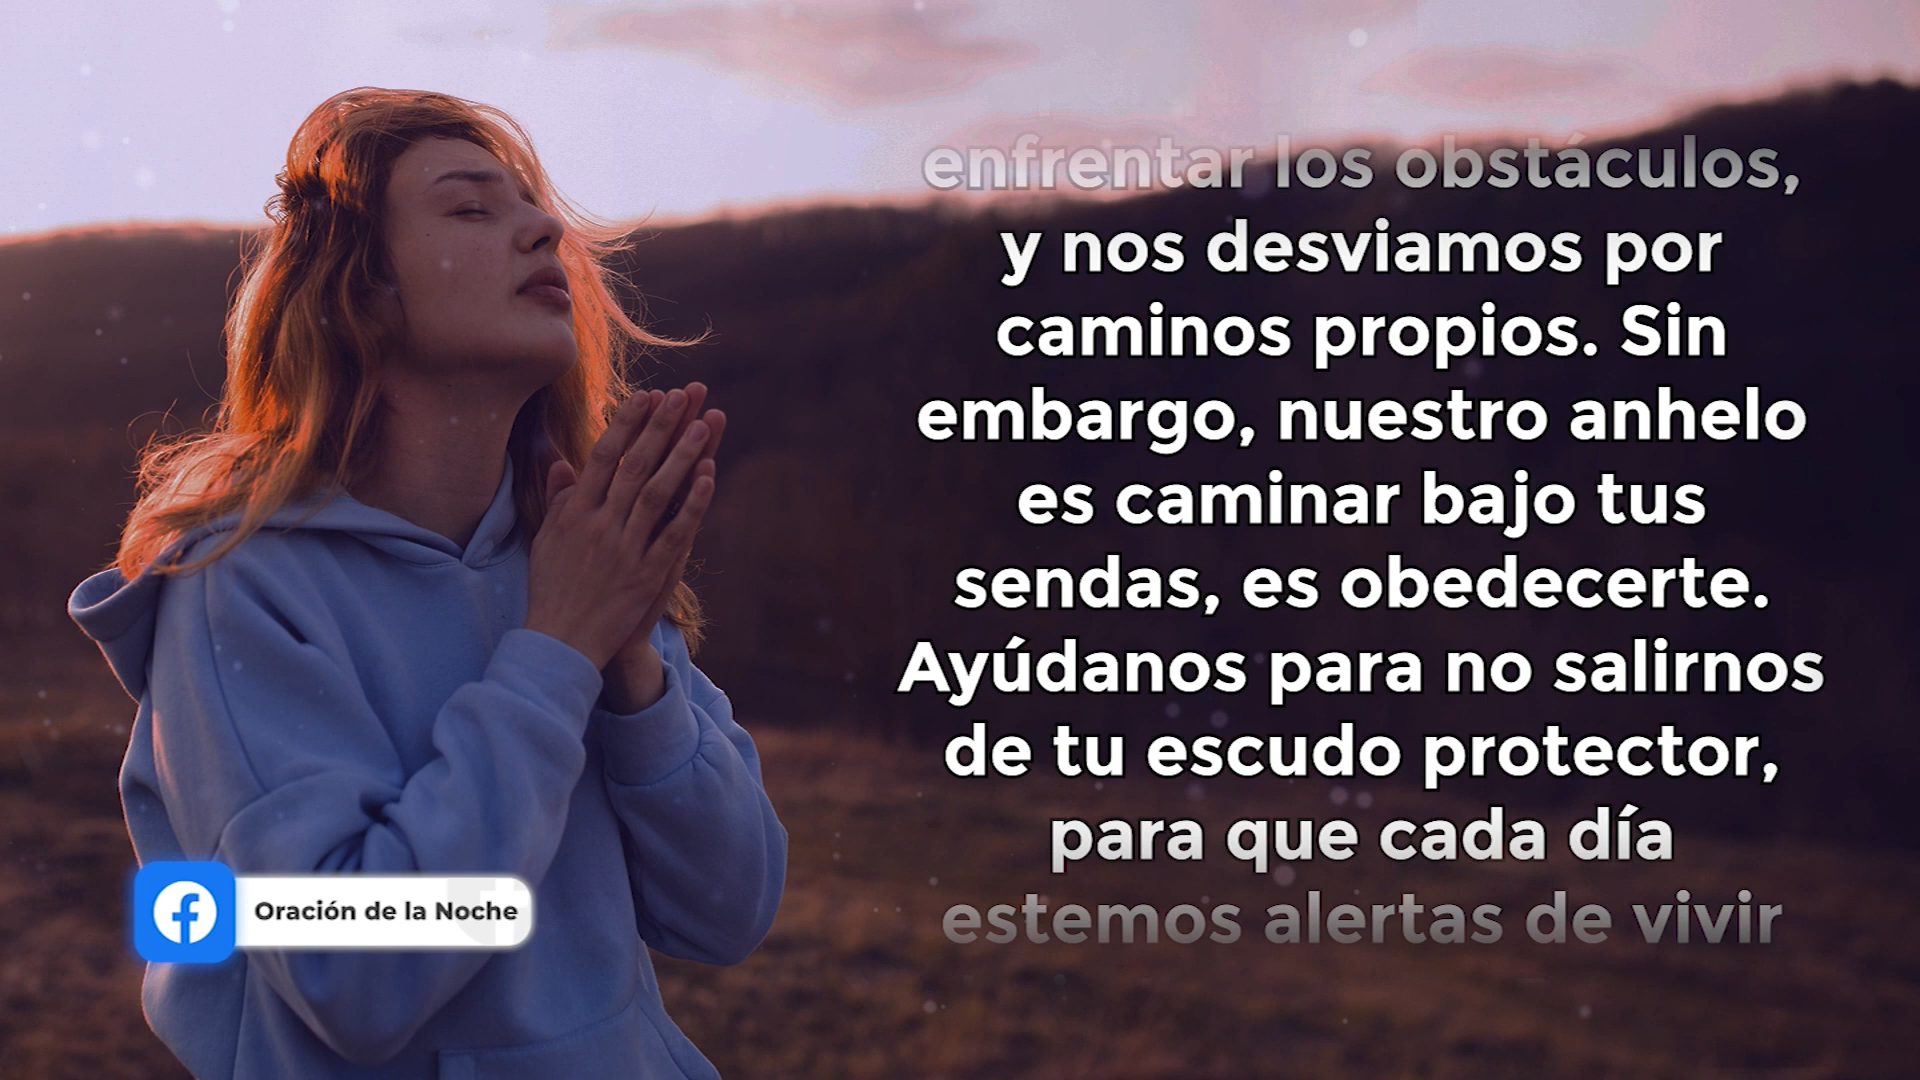 enfrentar los obstáculos,
y nos desviamos por
caminos propios. Sin
embargo, nuestro anhelo
es caminar bajo tus
sendas, es obedecerte.
Ayúdanos para no salirnos
de tu escudo protector,
para que cada día
estemos alertas de vivir
Oración de la Noche